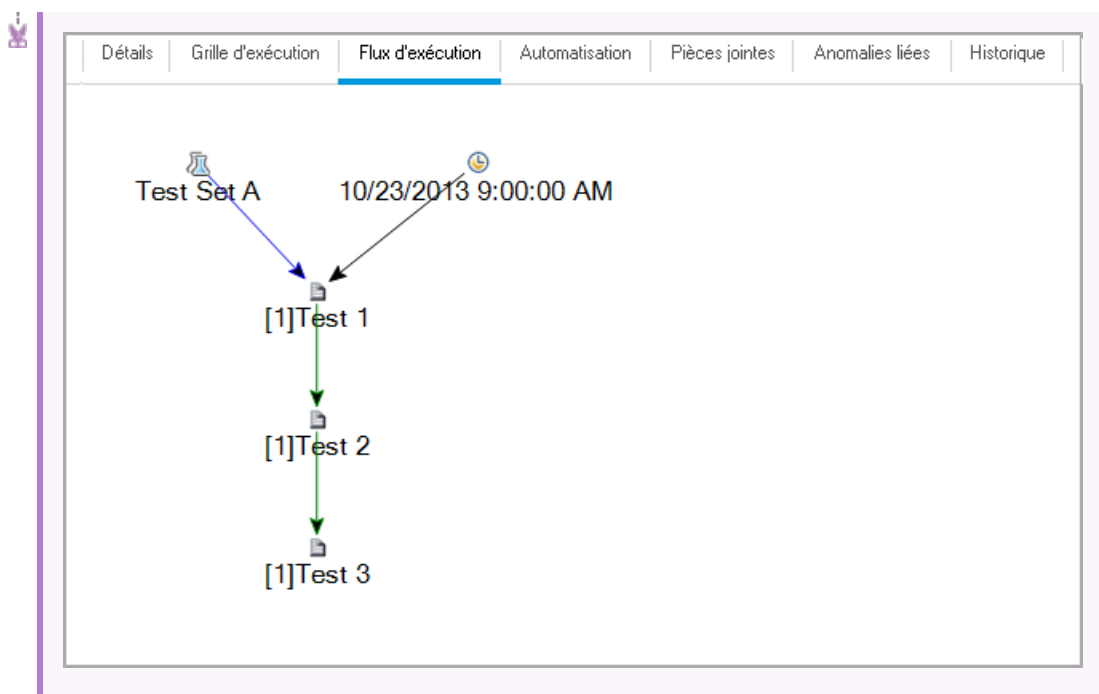 Détails Grille d'exécution Flux d'exécution Automatisation Pièces jointes Anomalies liées Historique
Test Set A 10/23/2013 9:00:00 AM
[1]Test 1
[1]Test 2
[1]Test 3